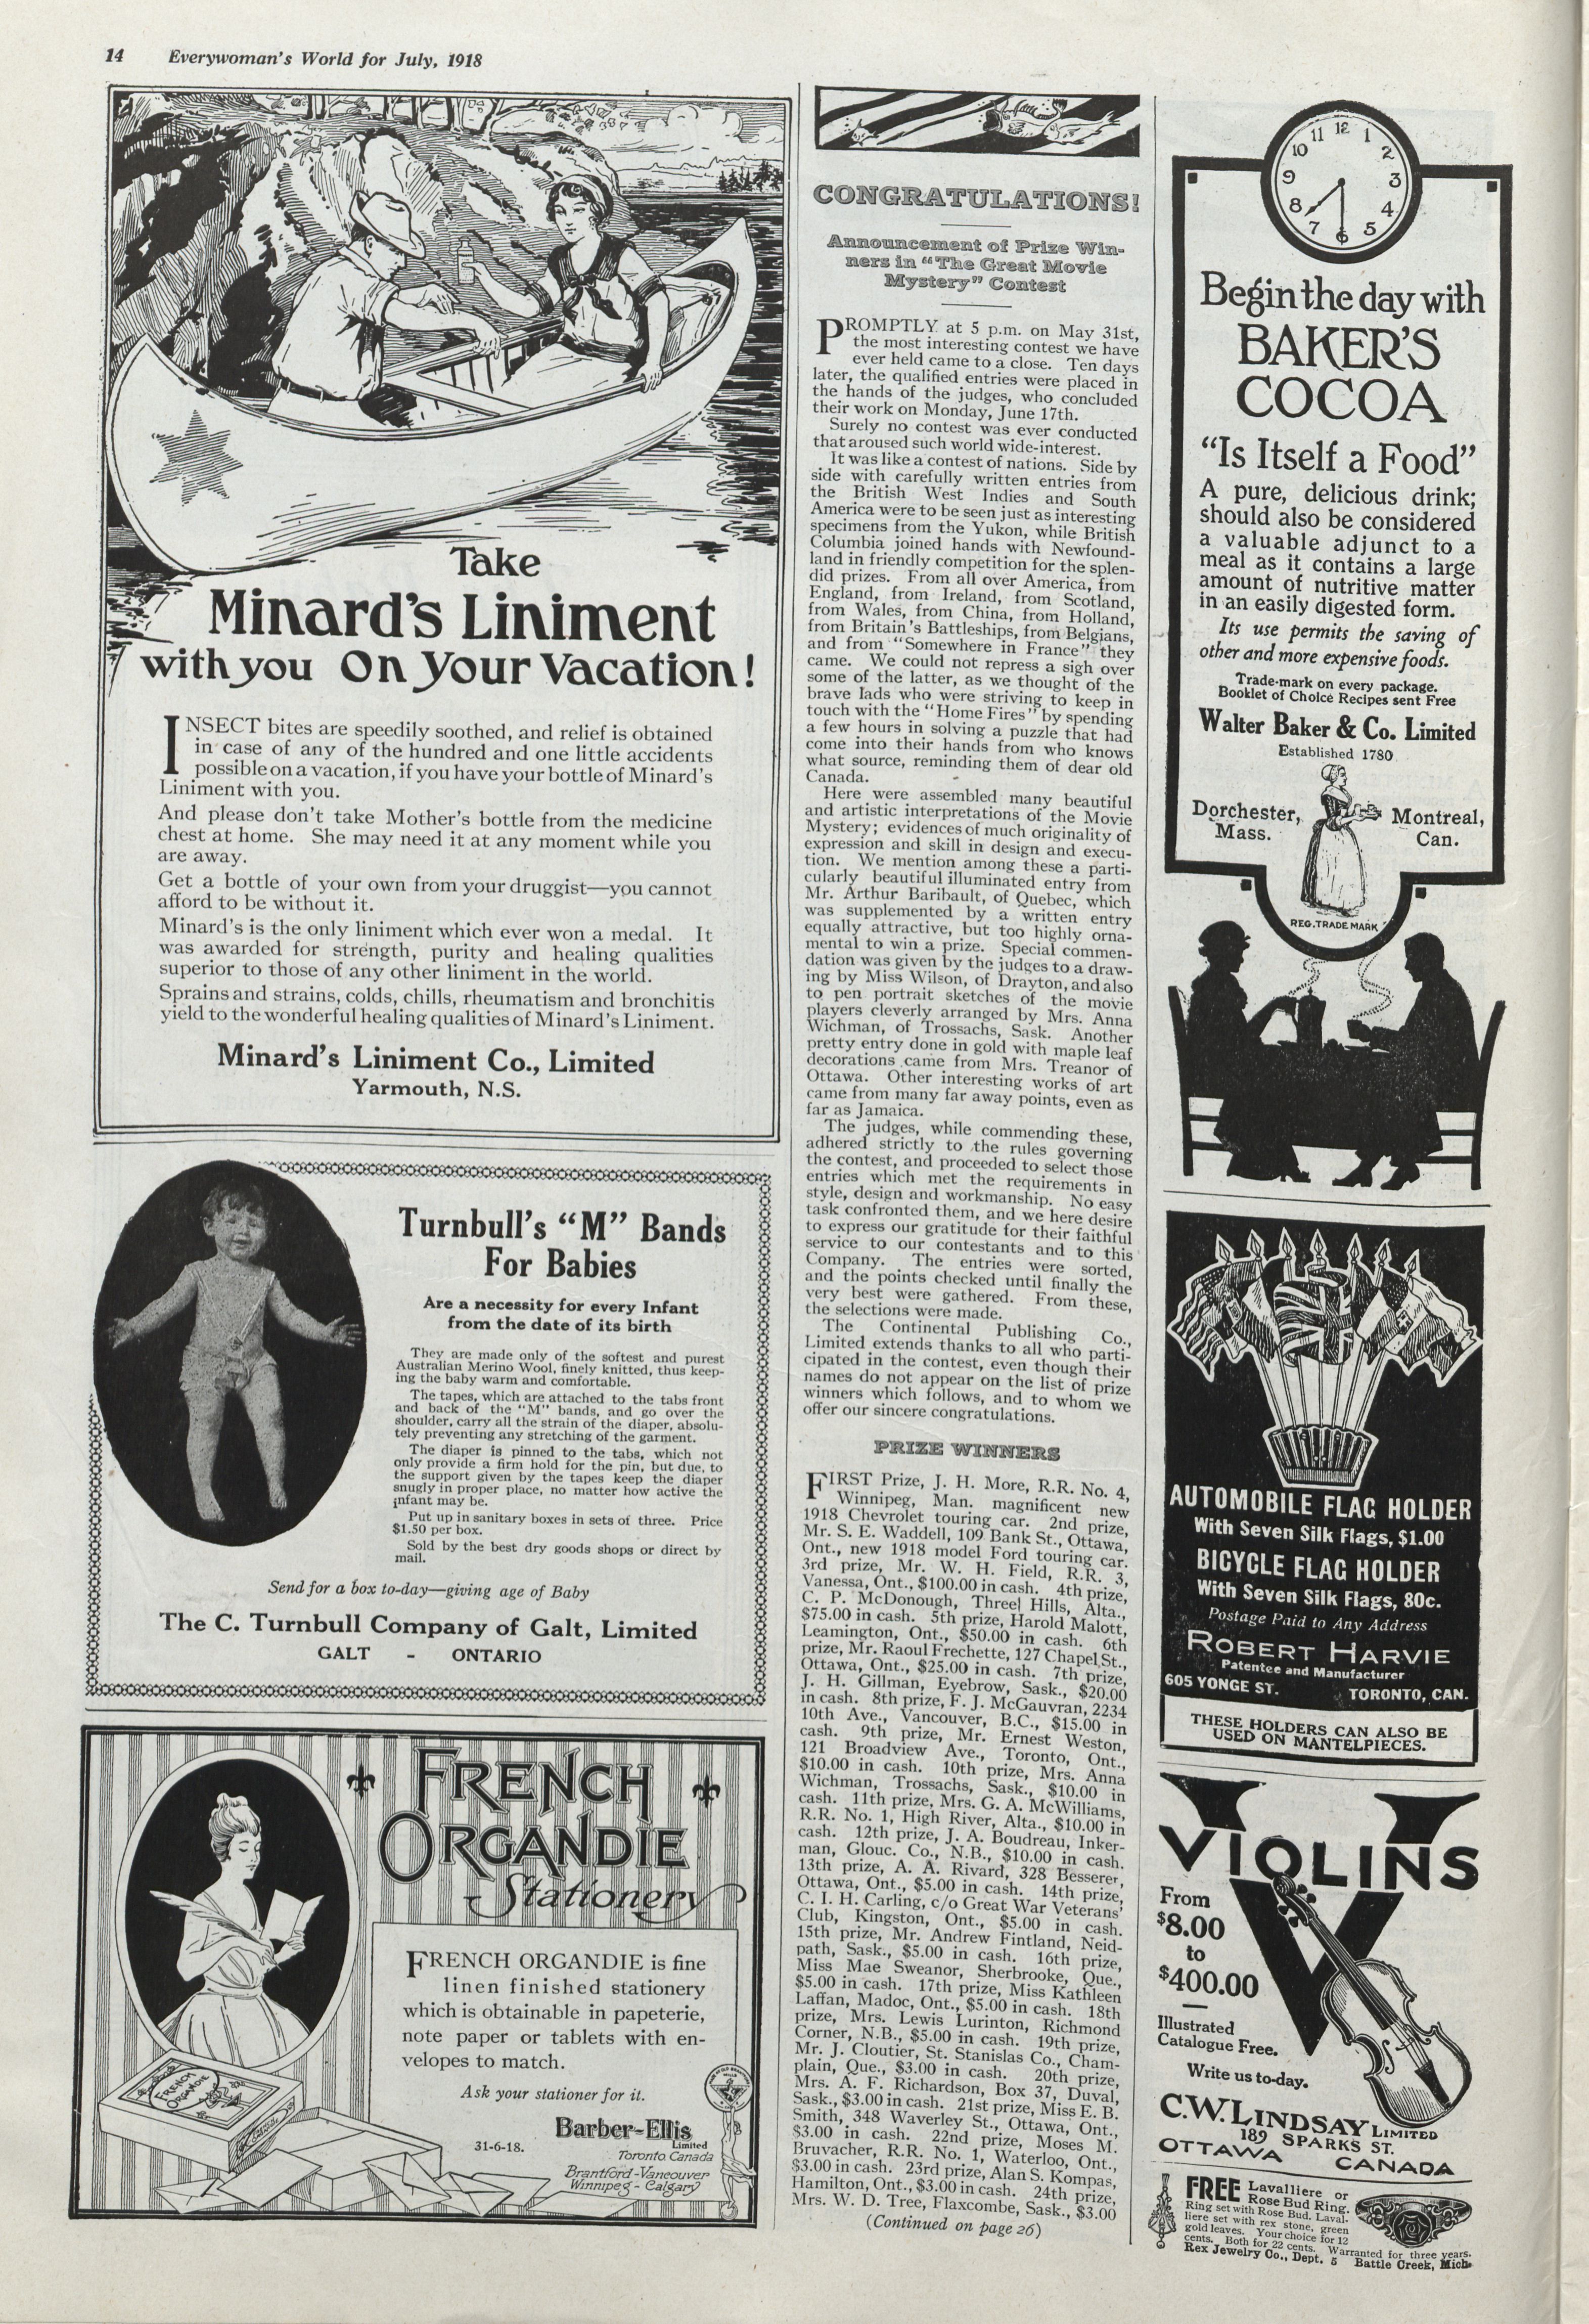 14 Everywoman's World for July, 1918
Take
Minard's Liniment
with you On Your Vacation!
INSECT bites are speedily soothed, and relief is obtained
in case of any of the hundred and one little accidents
possible on a vacation, if you have your bottle of Minard's
Liniment with you.
And please don't take Mother's bottle from the medicine
chest at home. She may need it at any moment while you
are away.
Get a bottle of your own from your druggist—you cannot
afford to be without it.
Minard's is the only liniment which ever won a medal. It
was awarded for strength, purity and healing qualities
superior to those of any other liniment in the world.
Sprains and strains, colds, chills, rheumatism and bronchitis
yield to the wonderful healing qualities of Minard's Liniment.
Minard's Liniment Co., Limited
Yarmouth, N.S.
Turnbull's "M" Bands
For Babies
Are a necessity for every Infant
from the date of its birth
They are made only of the softest and purest
Australian Merino Wool, finely knitted, thus keep-
ing the baby warm and comfortable.
The tapes, which are attached to the tabs front
and back of the "M" bands, and go over the
shoulder, carry all the strain of the diaper, absolu-
tely preventing any stretching of the garment.
The diaper is pinned to the tabs, which not
only provide a firm hold for the pin, but due, to
the support given by the tapes keep the diaper
snugly in proper place, no matter how active the
infant may be.
Put up in sanitary boxes in sets of three. Price
$1.50 per box.
Sold by the best dry goods shops or direct by
mail.
Send for a box to-day—giving age of Baby
The C. Turnbull Company of Galt, Limited
GALT - ONTARIO
FRENCH
ORGANDIE
Stationery
FRENCH ORGANDIE is fine
linen finished stationery
which is obtainable in papeterie,
note paper or tablets with en-
velopes to match.
Ask your stationer for it.
FRENCH
ORGANDIE
31-6-18.
Barber-Ellis
Limited
Toronto, Canada
Brantford-Vancouver
Winnipeg-Calgary
CONGRATULATIONS!
Announcement of Prize Win-
ners in "The Great Movie
Mystery" Contest
PROMPTLY at 5 p.m. on May 31st,
the most interesting contest we have
ever held came to a close. Ten days
later, the qualified entries were placed in
the hands of the judges, who concluded
their work on Monday, June 17th.
Surely no contest was ever conducted
that aroused such world wide-interest.
It was like a contest of nations. Side by
side with carefully written entries from
the British West Indies and South
America were to be seen just as interesting
specimens from the Yukon, while British
Columbia joined hands with Newfound-
land in friendly competition for the splen-
did prizes. From all over America, from
England, from Ireland, from Scotland,
from Wales, from China, from Holland,
from Britain's Battleships, from Belgians,
and from "Somewhere in France" they
came. We could not repress a sigh over
some of the latter, as we thought of the
brave lads who were striving to keep in
touch with the "Home Fires" by spending
a few hours in solving a puzzle that had
come into their hands from who knows
what source, reminding them of dear old
Canada.
Here were assembled many beautiful
and artistic interpretations of the Movie
Mystery; evidences of much originality of
expression and skill in design and execu-
tion. We mention among these a parti-
cularly beautiful illuminated entry from
Mr. Arthur Baribault, of Quebec, which
was supplemented by a written entry
equally attractive, but too highly orna-
mental to win a prize. Special commen-
dation was given by the judges to a draw-
ing by Miss Wilson, of Drayton, and also
to pen portrait sketches of the movie
players cleverly arranged by Mrs. Anna
Wichman, of Trossachs, Sask. Another
pretty entry done in gold with maple leaf
decorations came from Mrs. Treanor of
Ottawa. Other interesting works of art
came from many far away points, even as
far as Jamaica.
The judges, while commending these,
adhered strictly to the rules governing
the contest, and proceeded to select those
entries which met the requirements in
style, design and workmanship. No easy
task confronted them, and we here desire
to express our gratitude for their faithful
service to our contestants and to this
Company. The entries were sorted,
and the points checked until finally the
very best were gathered. From these,
the selections were made.
The Continental Publishing Co.,
Limited extends thanks to all who parti-
cipated in the contest, even though their
names do not appear on the list of prize
winners which follows, and to whom we
offer our sincere congratulations.
PRIZE WINNERS
FIRST Prize, J. H. More, R.R. No. 4,
Winnipeg, Man. magnificent new
1918 Chevrolet touring car. 2nd prize,
Mr. S. E. Waddell, 109 Bank St., Ottawa,
Ont., new 1918 model Ford touring car.
3rd prize, Mr. W. H. Field, R.R. 3,
Vanessa, Ont., $100.00 in cash. 4th prize,
C. P. McDonough, Threel Hills, Alta.,
$75.00 in cash. 5th prize, Harold Malott,
Leamington, Ont., $50.00 in cash. 6th
prize, Mr. Raoul Frechette, 127 Chapel St.,
Ottawa, Ont., $25.00 in cash. 7th prize,
J. H. Gillman, Eyebrow, Sask., $20.00
in cash. 8th prize, F. J. McGauvran, 2234
10th Ave., Vancouver, B.C., $15.00 in
cash. 9th prize, Mr. Ernest Weston,
121 Broadview Ave., Toronto, Ont.,
$10.00 in cash. 10th prize, Mrs. Anna
Wichman, Trossachs, Sask., $10.00 in
cash. 11th prize, Mrs. G. A. McWilliams,
R.R. No. 1, High River, Alta., $10.00 in
cash. 12th prize, J. A. Boudreau, Inker-
man, Glouc. Co., N.B., $10.00 in cash.
13th prize, A. A. Rivard, 328 Besserer,
Ottawa, Ont., $5.00 in cash. 14th prize,
C. I. H. Carling, c/o Great War Veterans'
Club, Kingston, Ont., $5.00 in cash.
15th prize, Mr. Andrew Fintland, Neid-
path, Sask., $5.00 in cash. 16th prize,
Miss Mae Sweanor, Sherbrooke, Que.,
$5.00 in cash. 17th prize, Miss Kathleen
Laffan, Madoc, Ont., $5.00 in cash. 18th
prize, Mrs. Lewis Lurinton, Richmond
Corner, N.B., $5.00 in cash. 19th prize,
Mr. J. Cloutier, St. Stanislas Co., Cham-
plain, Que., $3.00 in cash. 20th prize,
Mrs. A. F. Richardson, Box 37, Duval,
Sask., $3.00 in cash. 21st prize, Miss E. B.
Smith, 348 Waverley St., Ottawa, Ont.,
$3.00 in cash. 22nd prize, Moses M.
Bruvacher, R.R. No. 1, Waterloo, Ont.,
$3.00 in cash. 23rd prize, Alan S. Kompas,
Hamilton, Ont., $3.00 in cash. 24th prize,
Mrs. W. D. Tree, Flaxcombe, Sask., $3.00
(Continued on page 26)
12 1 2 3 4 5 6 7 8 9 10 11
Begin the day with
BAKER'S
COCOA
"Is Itself a Food"
A pure, delicious drink;
should also be considered
a valuable adjunct to a
meal as it contains a large
amount of nutritive matter
in an easily digested form.
Its use permits the saving of
other and more expensive foods.
Trade-mark on every package.
Booklet of Choice Recipes sent Free
Walter Baker & Co. Limited
Established 1780
Dorchester, Montreal,
Mass. Can.
REG. TRADE MARK
AUTOMOBILE FLAG HOLDER
With Seven Silk Flags, $1.00
BICYCLE FLAG HOLDER
With Seven Silk Flags, 80c.
Postage Paid to Any Address
ROBERT HARVIE
Patentee and Manufacturer
605 YONGE ST. TORONTO, CAN.
THESE HOLDERS CAN ALSO BE
USED ON MANTELPIECES.
V
VIOLINS
From
$8.00
to
$400.00
Illustrated
Catalogue Free.
Write us to-day.
C.W. LINDSAY LIMITED
189 SPARKS ST.
OTTAWA CANADA
FREE Lavalliere or
Rose Bud Ring.
Ring set with Rose Bud. Laval-
liere set with rex stone, green
gold leaves. Your choice for 12
cents. Both for 22 cents. Warranted for three years.
Rex Jewelry Co., Dept. 5 Battle Creek, Mich.